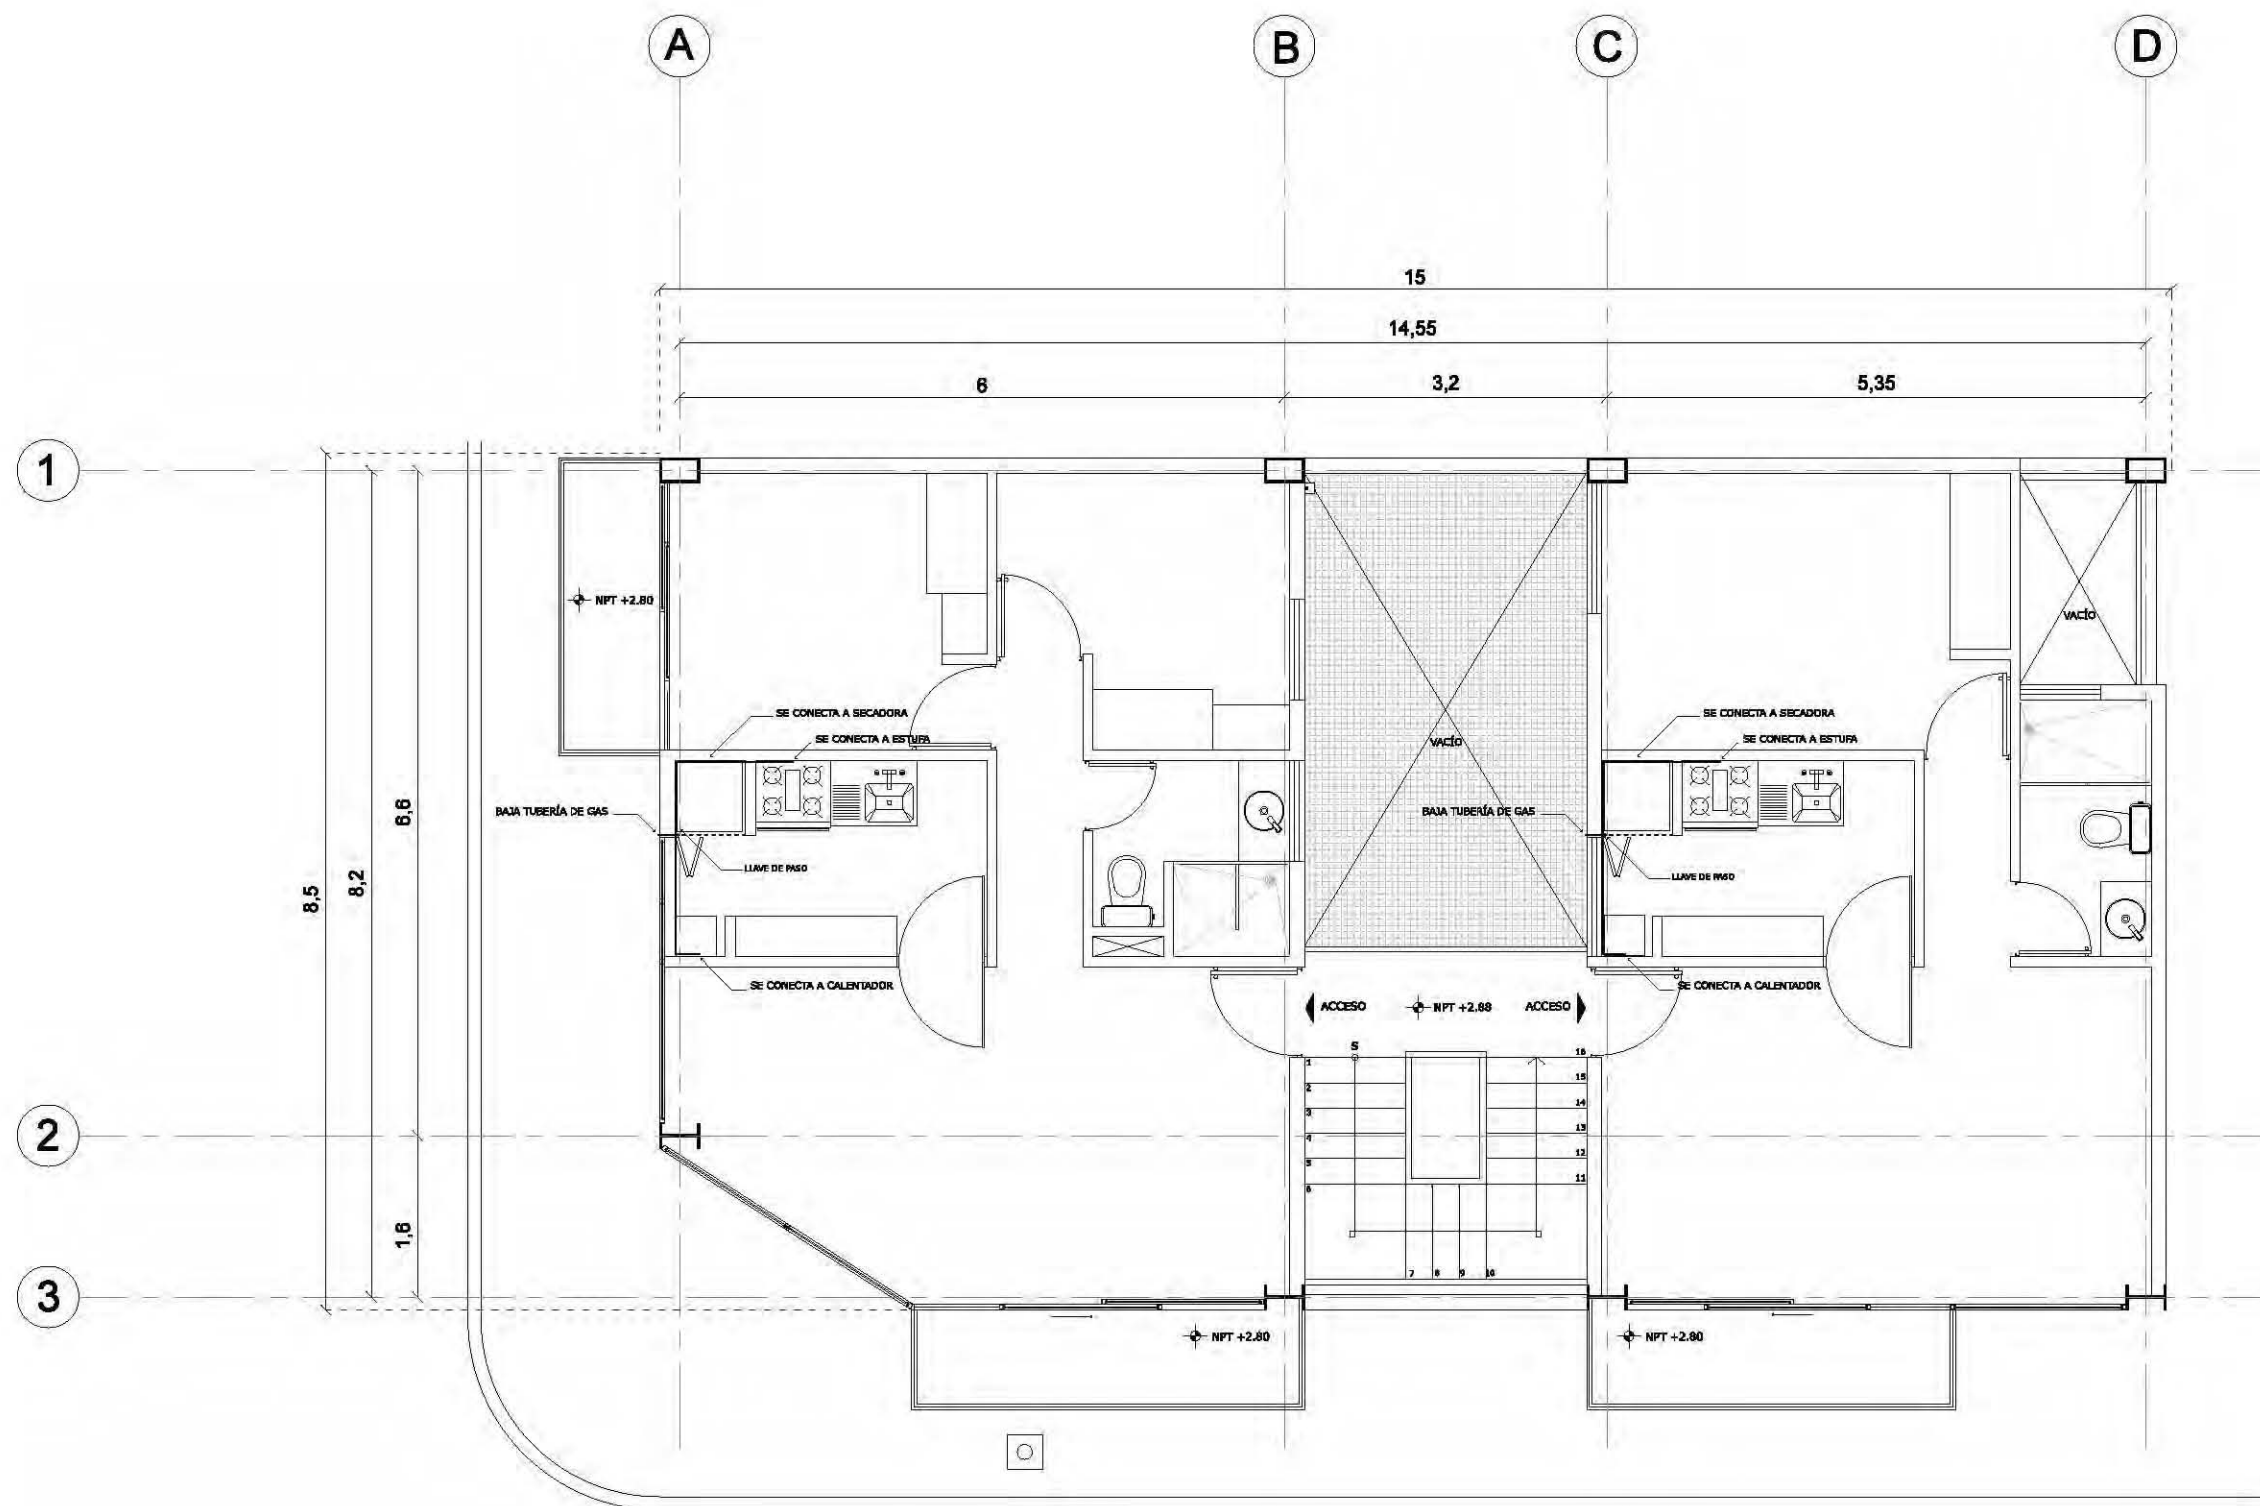 A B C D
15
14,55
6 3,2 5,35
1
NPT +2.80
VACÍO
SE CONECTA A SECADORA
SE CONECTA A ESTUFA
BAJA TUBERÍA DE GAS
LLAVE DE PASO
SE CONECTA A CALENTADOR
VACÍO
SE CONECTA A SECADORA
SE CONECTA A ESTUFA
BAJA TUBERÍA DE GAS
LLAVE DE PASO
SE CONECTA A CALENTADOR
6,6
8,2
8,5
ACCESO NPT +2.88 ACCESO
S
1 16
2 15
3 14
4 13
5 12
6 11
7 8 9 10
2
1,6
3
NPT +2.80
NPT +2.80